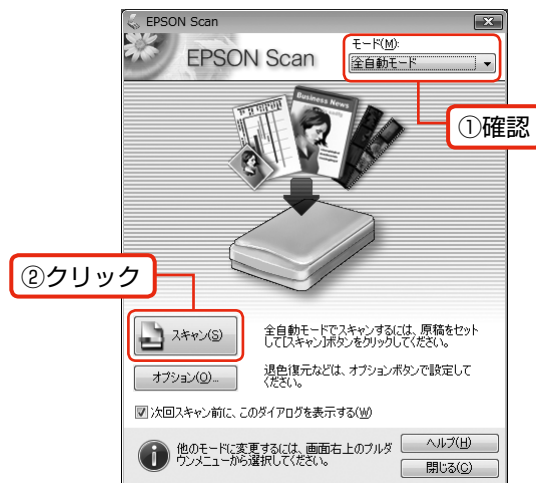 EPSON Scan
EPSON Scan
モード(M):
全自動モード
①確認
Business News
②クリック
スキャン(S)
全自動モードでスキャンするには、原稿をセット
して[スキャン]ボタンをクリックしてください。
オプション(O)...
退色復元などは、オプションボタンで設定して
ください。
次回スキャン前に、このダイアログを表示する(W)
他のモードに変更するには、画面右上のプルダ
ウンメニューから選択してください。
ヘルプ(H)
閉じる(C)